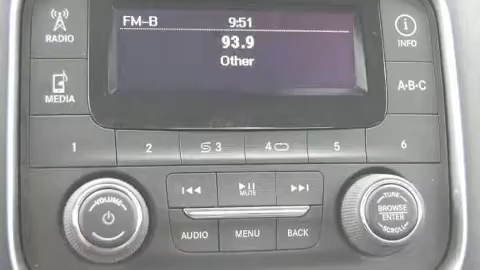 FM-B 9:51
93.9
Other
RADIO
MEDIA
INFO
A·B·C
1 2 3 4 5 6
VOLUME
MUTE
AUDIO MENU BACK
TUNE
BROWSE
ENTER
SCROLL